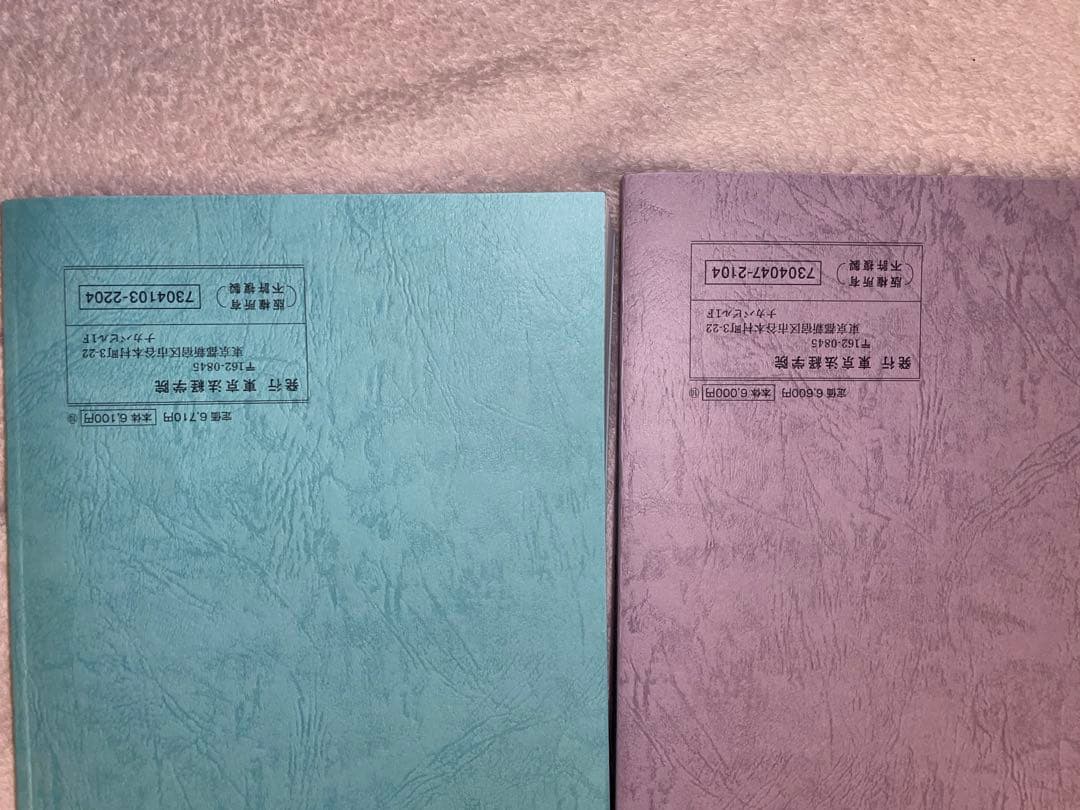 定価6,710円 本体6,100円 ⑩
発行 東京法経学院
〒162-0845
東京都新宿区市谷本村町3-22
ナカバビル1F
版権所有
不許複製
7304103-2204
定価6,600円 本体6,000円 ⑩
発行 東京法経学院
〒162-0845
東京都新宿区市谷本村町3-22
ナカバビル1F
版権所有
不許複製
7304047-2104